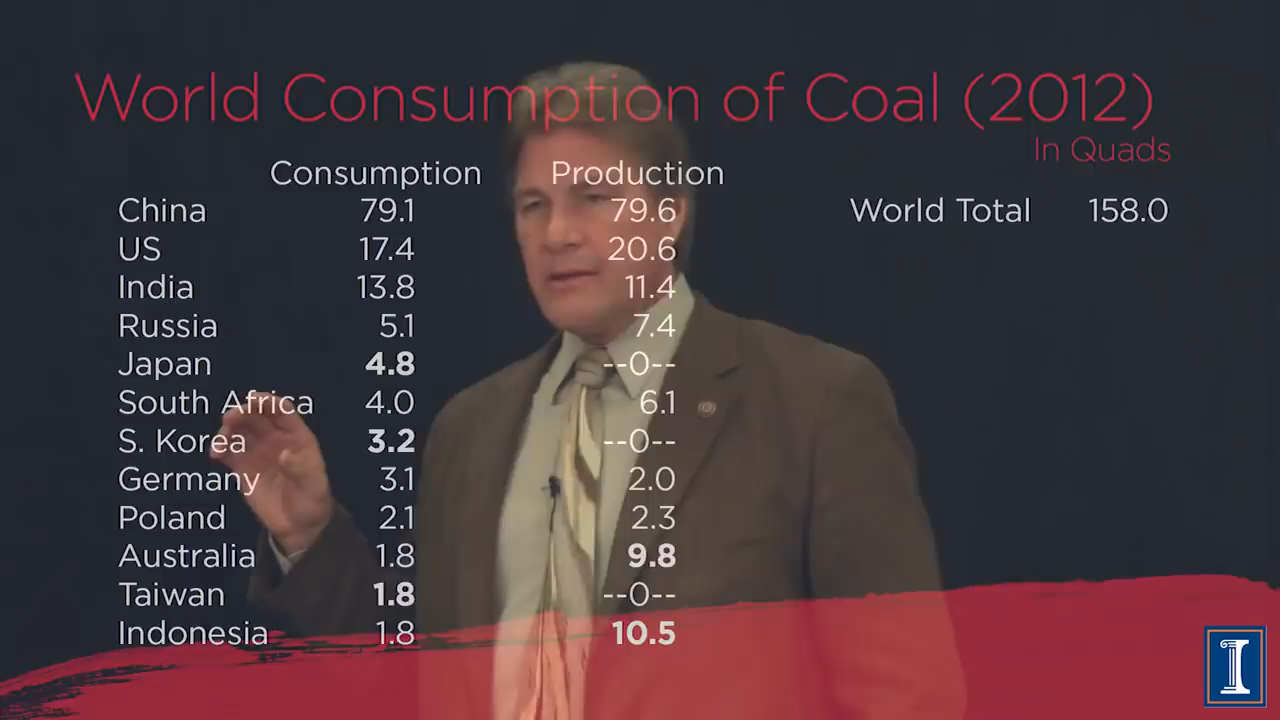 World Consumption of Coal (2012)
In Quads
Consumption Production
China 79.1 79.6 World Total 158.0
US 17.4 20.6
India 13.8 11.4
Russia 5.1 7.4
Japan 4.8 --0--
South Africa 4.0 6.1
S. Korea 3.2 --0--
Germany 3.1 2.0
Poland 2.1 2.3
Australia 1.8 9.8
Taiwan 1.8 --0--
Indonesia 1.8 10.5
I